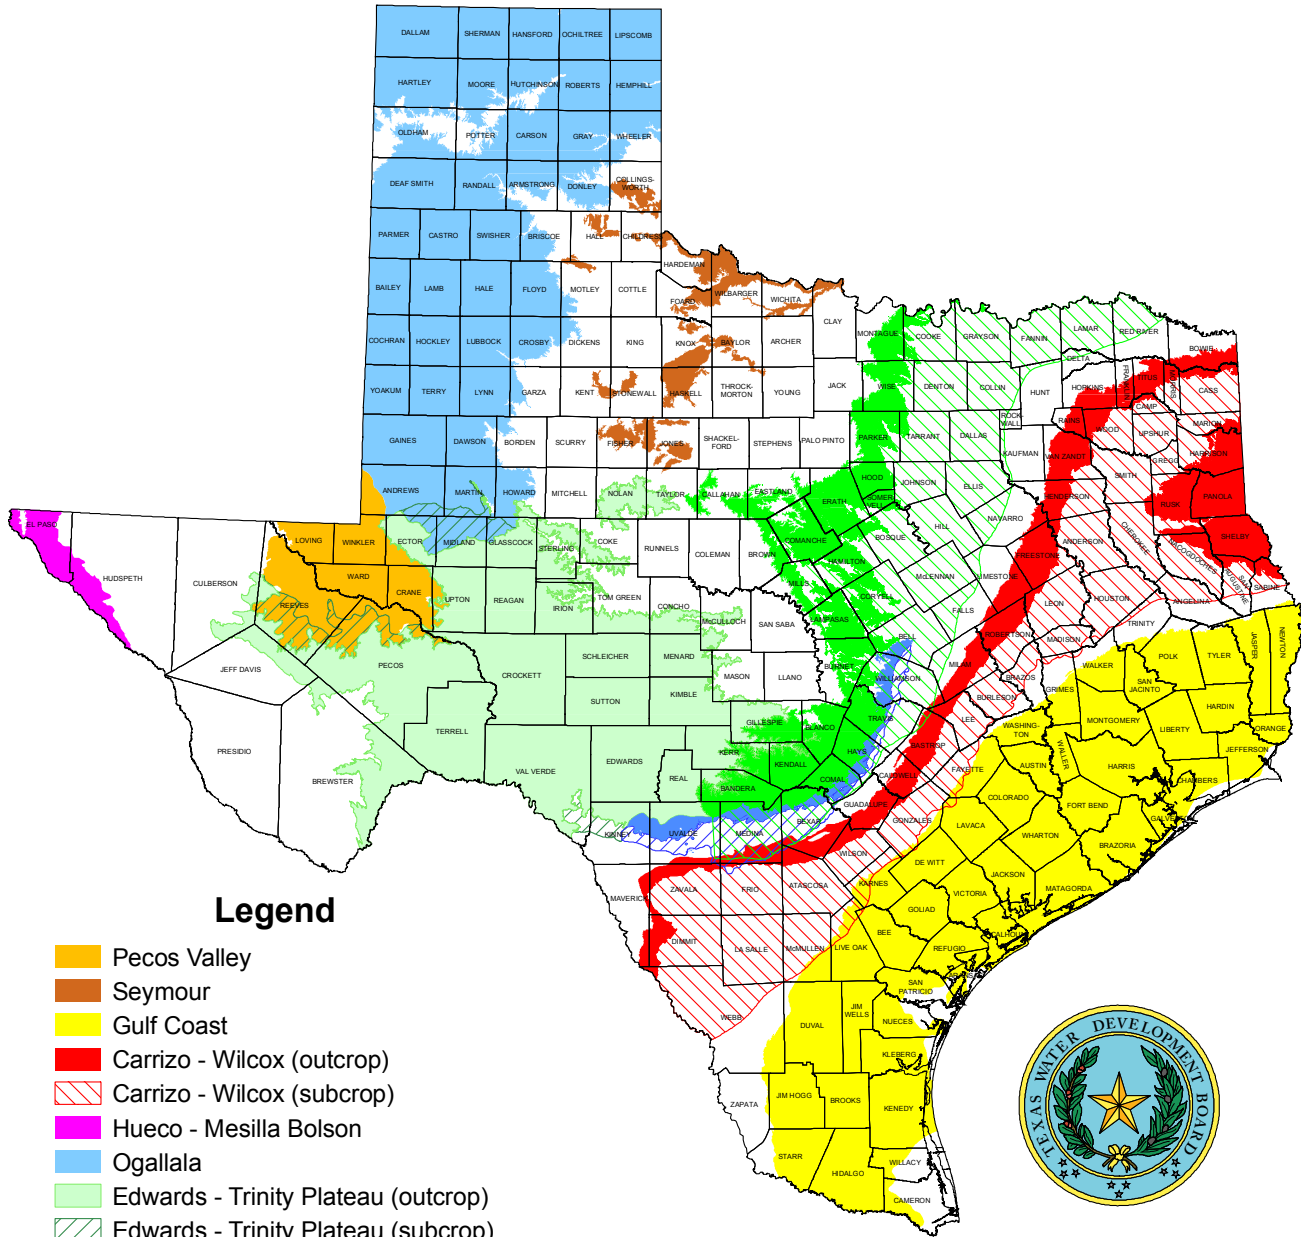 DALLAM
SHERMAN
HANSFORD
OCHILTREE
LIPSCOMB
HARTLEY
MOORE
HUTCHINSON
ROBERTS
HEMPHILL
OLDHAM
POTTER
CARSON
GRAY
WHEELER
DEAF SMITH
RANDALL
ARMSTRONG
DONLEY
COLLINGS-
WORTH
PARMER
CASTRO
SWISHER
BRISCOE
HALL
CHILDRESS
HARDEMAN
BAILEY
LAMB
HALE
FLOYD
MOTLEY
COTTLE
FOARD
WILBARGER
WICHITA
CLAY
MONTAGUE
COOKE
GRAYSON
FANNIN
LAMAR
RED RIVER
BOWIE
COCHRAN
HOCKLEY
LUBBOCK
CROSBY
DICKENS
KING
KNOX
BAYLOR
ARCHER
DELTA
YOAKUM
TERRY
LYNN
GARZA
KENT
STONEWALL
HASKELL
THROCK-
MORTON
YOUNG
JACK
WISE
DENTON
COLLIN
HUNT
HOPKINS
FRANKLIN
TITUS
MORRIS
CASS
CAMP
GAINES
DAWSON
BORDEN
SCURRY
FISHER
JONES
SHACKEL-
FORD
STEPHENS
PALO PINTO
PARKER
TARRANT
DALLAS
ROCK-
WALL
KAUFMAN
RAINS
WOOD
UPSHUR
MARION
VAN ZANDT
GREGG
HARRISON
ANDREWS
MARTIN
HOWARD
MITCHELL
NOLAN
TAYLOR
CALLAHAN
EASTLAND
ERATH
HOOD
SOMER
VELL
JOHNSON
ELLIS
HENDERSON
SMITH
RUSK
PANOLA
EL PASO
HUDSPETH
CULBERSON
LOVING
WINKLER
ECTOR
MIDLAND
GLASSCOCK
STERLING
COKE
RUNNELS
COLEMAN
BROWN
COMANCHE
HAMILTON
BOSQUE
HILL
NAVARRO
FREESTONE
ANDERSON
CHEROKEE
NACOGDOCHES
SHELBY
SAN
AUGUSTINE
SABINE
REEVES
WARD
CRANE
UPTON
REAGAN
IRION
TOM GREEN
CONCHO
McCULLOCH
SAN SABA
MILLS
LAMPASAS
CORYELL
McLENNAN
LIMESTONE
FALLS
LEON
HOUSTON
ANGELINA
TRINITY
JEFF DAVIS
PECOS
CROCKETT
SCHLEICHER
MENARD
MASON
LLANO
BURNET
BELL
WILLIAMSON
MILAM
ROBERTSON
MADISON
BRAZOS
GRIMES
WALKER
POLK
TYLER
JASPER
NEWTON
SAN
JACINTO
HARDIN
PRESIDIO
BREWSTER
TERRELL
SUTTON
KIMBLE
GILLESPIE
BLANCO
TRAVIS
BURLESON
LEE
WASHING-
TON
MONTGOMERY
LIBERTY
ORANGE
JEFFERSON
VAL VERDE
EDWARDS
REAL
KERR
KENDALL
HAYS
COMAL
BANDERA
BASTROP
CALDWELL
FAYETTE
AUSTIN
WALLER
HARRIS
CHAMBERS
KINNEY
UVALDE
MEDINA
BEXAR
GUADALUPE
GONZALES
COLORADO
FORT BEND
GALVESTON
LAVACA
WHARTON
BRAZORIA
MAVERICK
ZAVALA
FRIO
ATASCOSA
WILSON
KARNES
DE WITT
JACKSON
MATAGORDA
VICTORIA
GOLIAD
CALHOUN
DIMMIT
LA SALLE
McMULLEN
LIVE OAK
BEE
REFUGIO
SAN
PATRICIO
WEBB
DUVAL
JIM
WELLS
NUECES
KLEBERG
ZAPATA
JIM HOGG
BROOKS
KENEDY
STARR
HIDALGO
WILLACY
CAMERON
Legend
Pecos Valley
Seymour
Gulf Coast
Carrizo - Wilcox (outcrop)
Carrizo - Wilcox (subcrop)
Hueco - Mesilla Bolson
Ogallala
Edwards - Trinity Plateau (outcrop)
Edwards - Trinity Plateau (subcrop)
TEXAS WATER DEVELOPMENT BOARD